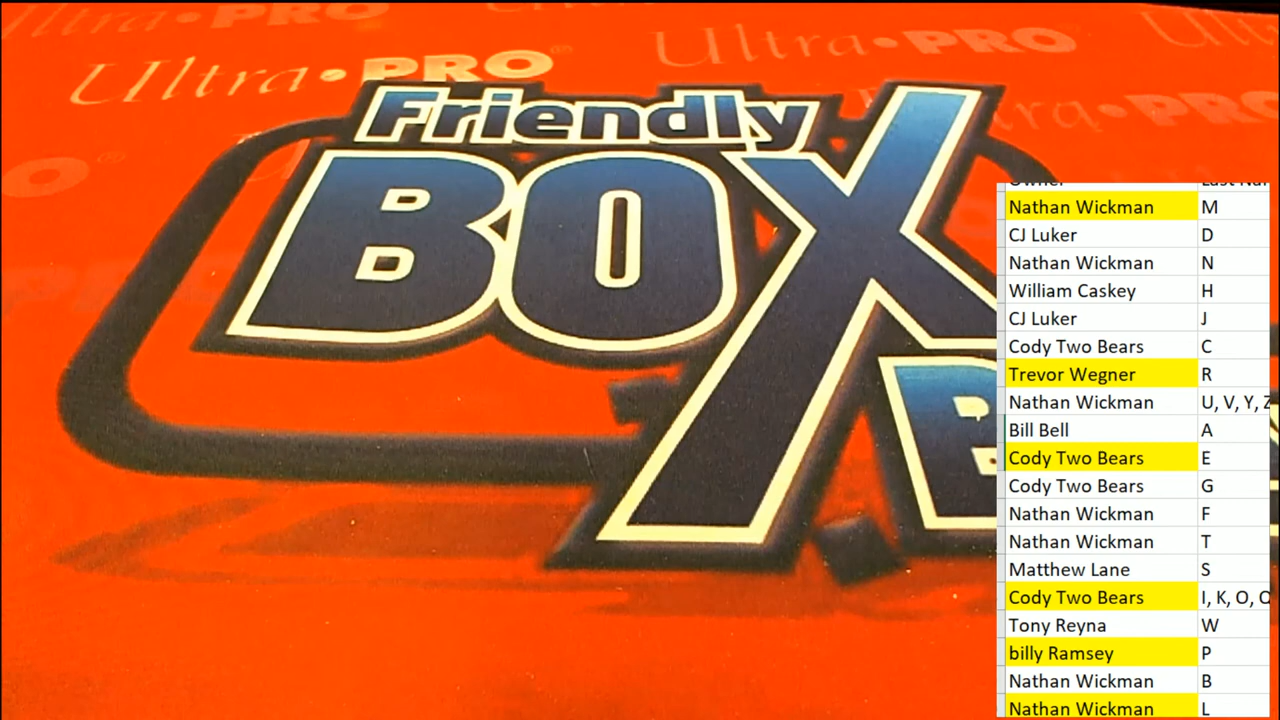 Ultra PRO
Ultra PRO®
Ultra PRO
Friendly
BOX
Nathan Wickman M
CJ Luker D
Nathan Wickman N
William Caskey H
CJ Luker J
Cody Two Bears C
Trevor Wegner R
Nathan Wickman U, V, Y, Z
Bill Bell A
Cody Two Bears E
Cody Two Bears G
Nathan Wickman F
Nathan Wickman T
Matthew Lane S
Cody Two Bears I, K, O,
Tony Reyna W
billy Ramsey P
Nathan Wickman B
Nathan Wickman L